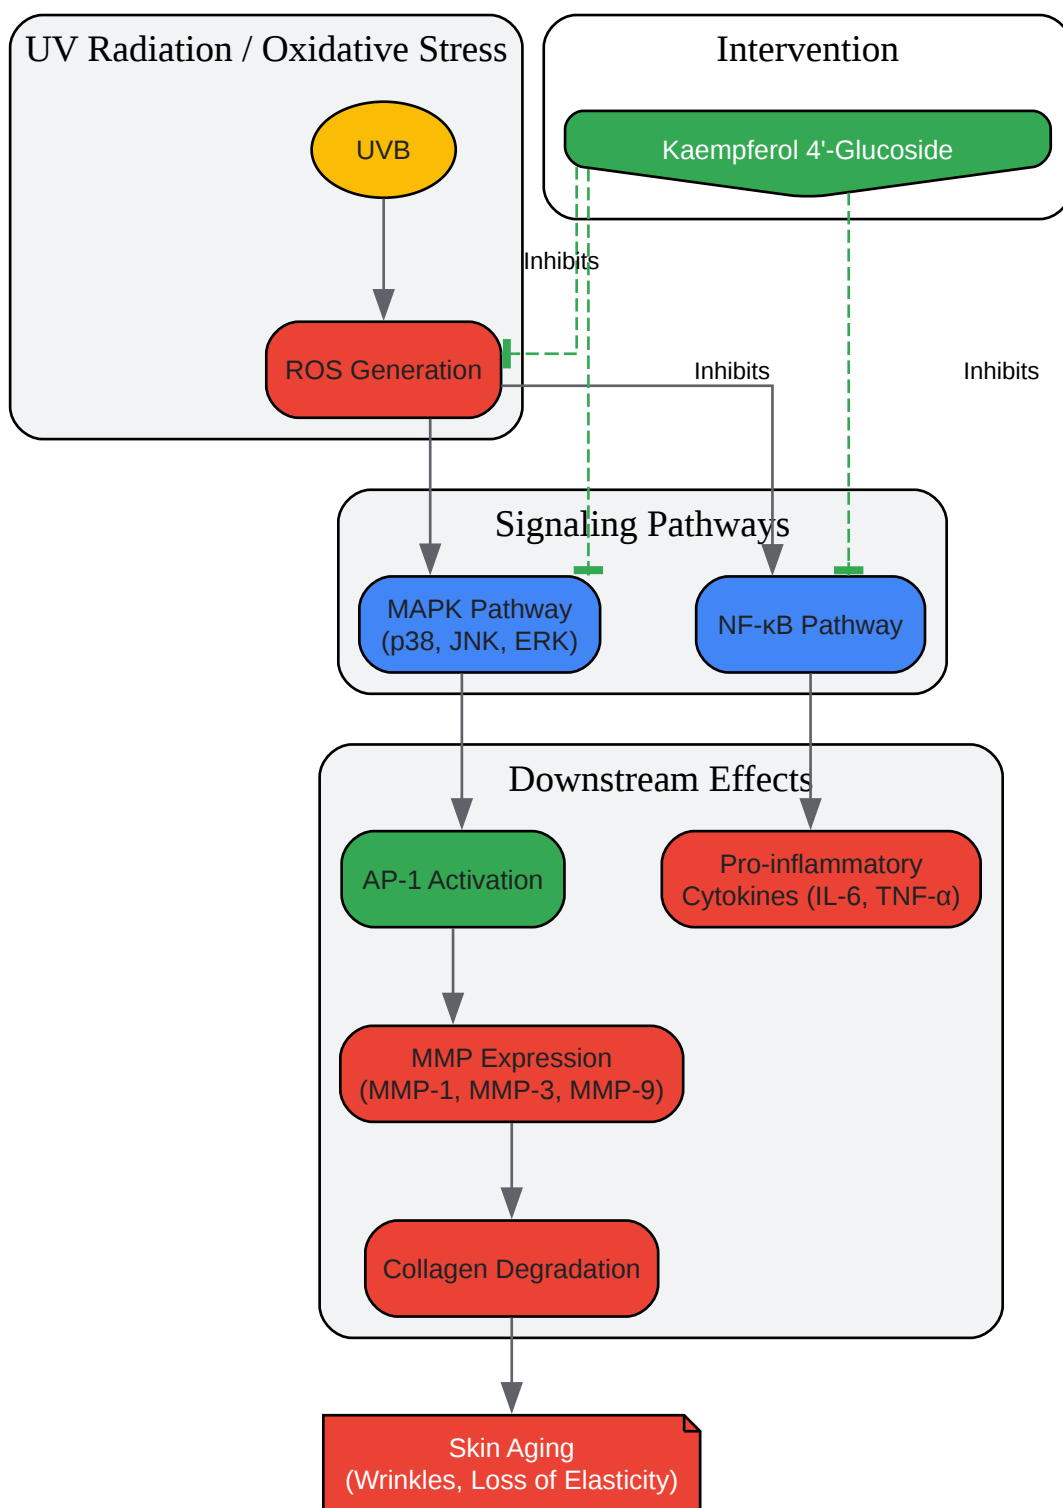 UV Radiation / Oxidative Stress
Intervention
UVB
Kaempferol 4'-Glucoside
Inhibits
ROS Generation
Inhibits
Inhibits
Signaling Pathways
MAPK Pathway
(p38, JNK, ERK)
NF-κB Pathway
Downstream Effects
AP-1 Activation
Pro-inflammatory
Cytokines (IL-6, TNF-α)
MMP Expression
(MMP-1, MMP-3, MMP-9)
Collagen Degradation
Skin Aging
(Wrinkles, Loss of Elasticity)